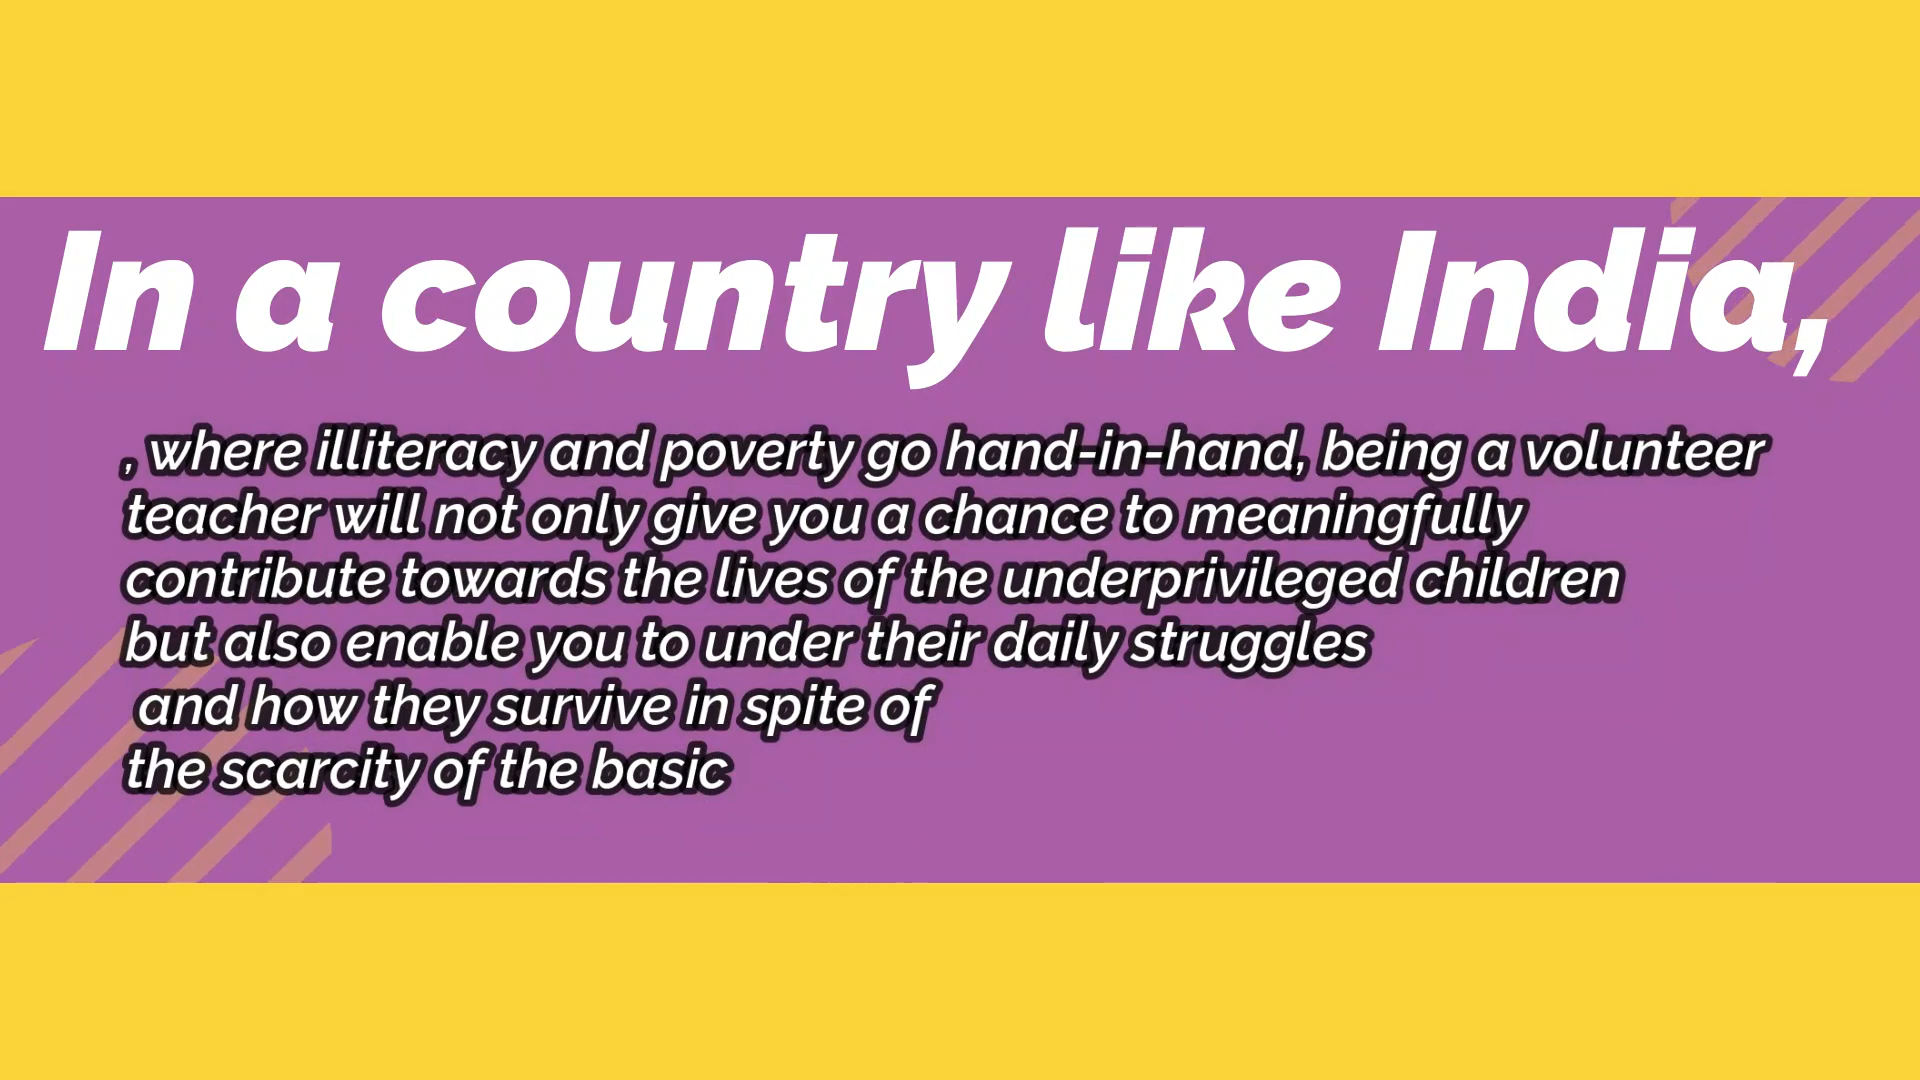 In a country like India,
, where illiteracy and poverty go hand-in-hand, being a volunteer
teacher will not only give you a chance to meaningfully
contribute towards the lives of the underprivileged children
but also enable you to under their daily struggles
and how they survive in spite of
the scarcity of the basic